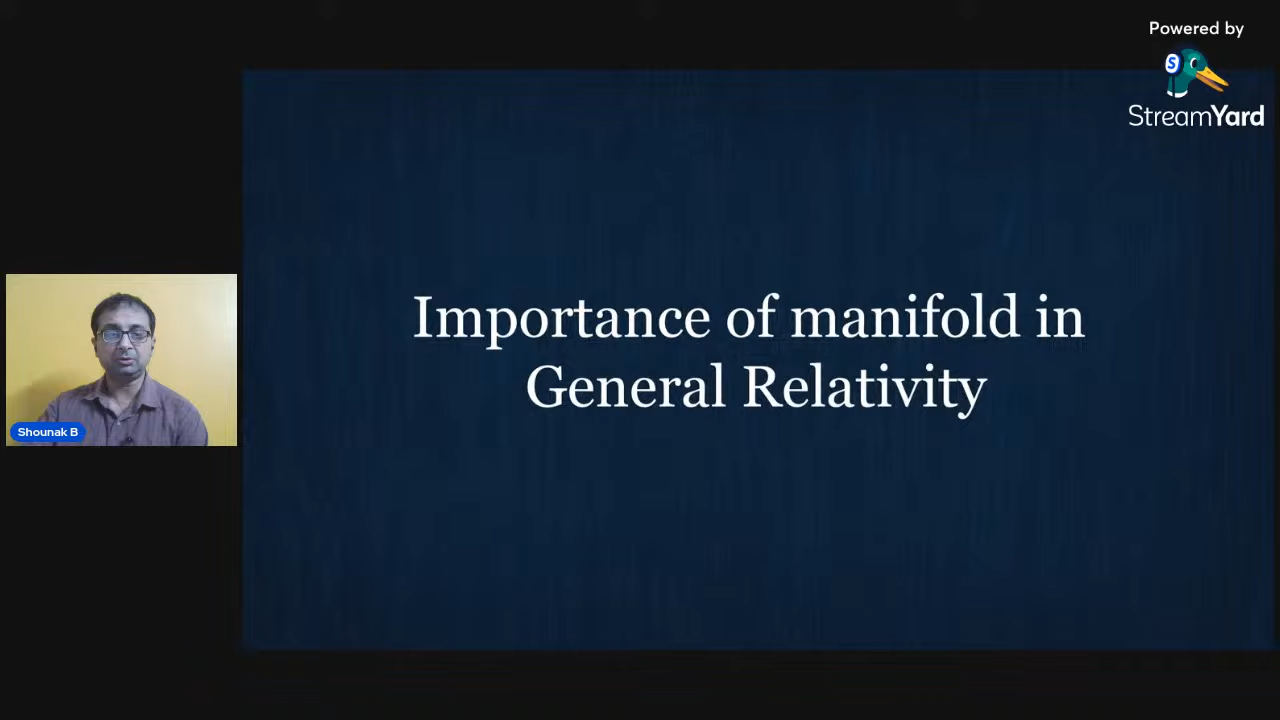 Powered by
S
StreamYard
Importance of manifold in
General Relativity
Shounak B